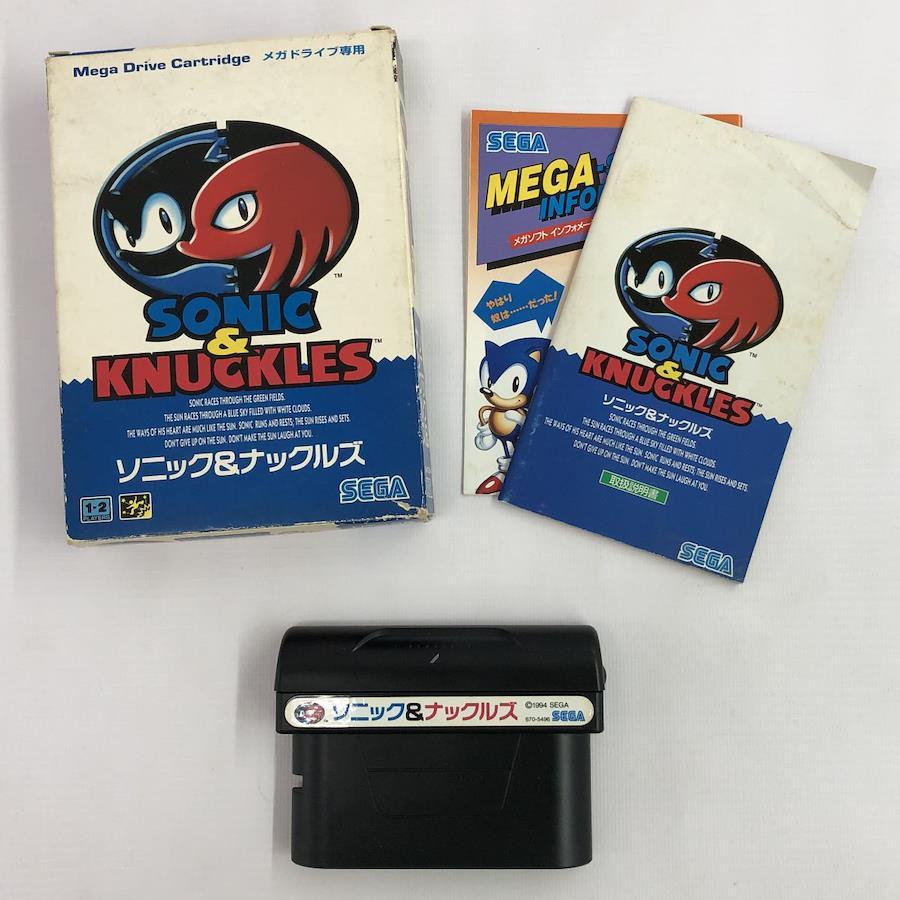 Mega Drive Cartridge メガドライブ専用
SONIC
&
KNUCKLES™
SONIC RACES THROUGH THE GREEN FIELDS.
THE SUN RACES THROUGH A BLUE SKY FILLED WITH WHITE CLOUDS.
THE WAYS OF HIS HEART ARE MUCH LIKE THE SUN. SONIC RUNS AND RESTS; THE SUN RISES AND SETS.
DON'T GIVE UP ON THE SUN. DON'T MAKE THE SUN LAUGH AT YOU.
ソニック&ナックルズ
SEGA
1-2
PLAYERS
TM
SEGA
MEGA-
INFO
メガソフト インフォメー
やはり
奴は……だった!
TM
SONIC
&
KNUCKLES™
ソニック&ナックルズ
SONIC RACES THROUGH THE GREEN FIELDS.
THE SUN RACES THROUGH A BLUE SKY FILLED WITH WHITE CLOUDS.
THE WAYS OF HIS HEART ARE MUCH LIKE THE SUN. SONIC RUNS AND RESTS; THE SUN RISES AND SETS.
DON'T GIVE UP ON THE SUN. DON'T MAKE THE SUN LAUGH AT YOU.
取扱説明書
SEGA
ソニック&ナックルズ
©1994 SEGA
670-5496 SEGA